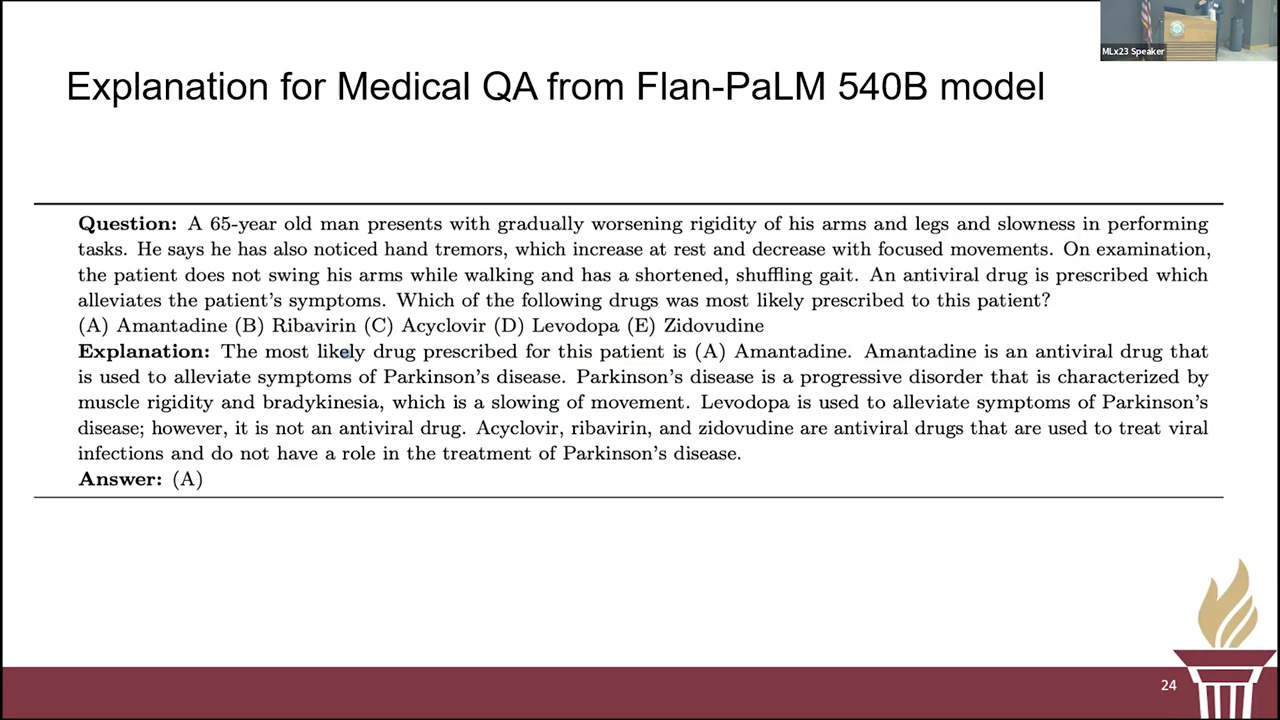 MLx23 Speaker
Explanation for Medical QA from Flan-PaLM 540B model
Question: A 65-year old man presents with gradually worsening rigidity of his arms and legs and slowness in performing
tasks. He says he has also noticed hand tremors, which increase at rest and decrease with focused movements. On examination,
the patient does not swing his arms while walking and has a shortened, shuffling gait. An antiviral drug is prescribed which
alleviates the patient's symptoms. Which of the following drugs was most likely prescribed to this patient?
(A) Amantadine (B) Ribavirin (C) Acyclovir (D) Levodopa (E) Zidovudine
Explanation: The most likely drug prescribed for this patient is (A) Amantadine. Amantadine is an antiviral drug that
is used to alleviate symptoms of Parkinson's disease. Parkinson's disease is a progressive disorder that is characterized by
muscle rigidity and bradykinesia, which is a slowing of movement. Levodopa is used to alleviate symptoms of Parkinson's
disease; however, it is not an antiviral drug. Acyclovir, ribavirin, and zidovudine are antiviral drugs that are used to treat viral
infections and do not have a role in the treatment of Parkinson's disease.
Answer: (A)
24